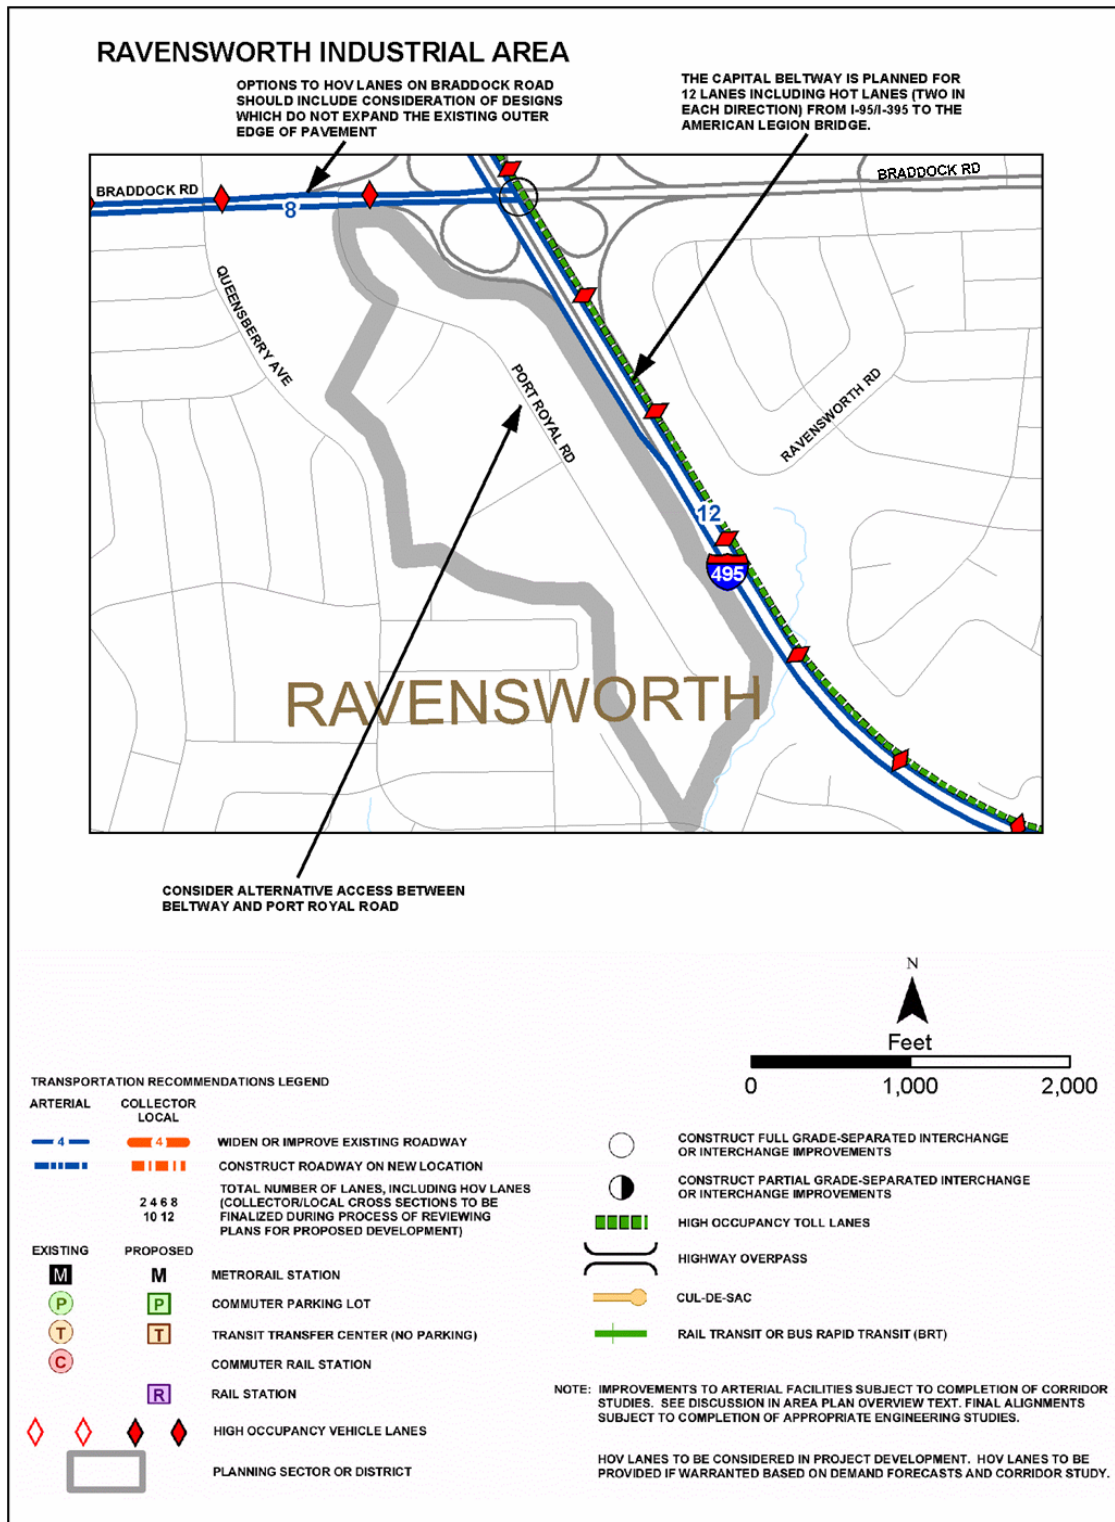 RAVENSWORTH INDUSTRIAL AREA
OPTIONS TO HOV LANES ON BRADDOCK ROAD
SHOULD INCLUDE CONSIDERATION OF DESIGNS
WHICH DO NOT EXPAND THE EXISTING OUTER
EDGE OF PAVEMENT
THE CAPITAL BELTWAY IS PLANNED FOR
12 LANES INCLUDING HOT LANES (TWO IN
EACH DIRECTION) FROM I-95/I-395 TO THE
AMERICAN LEGION BRIDGE.
BRADDOCK RD
BRADDOCK RD
8
QUEENSBERRY AVE
PORT ROYAL RD
RAVENSWORTH RD
12
495
RAVENSWORTH
CONSIDER ALTERNATIVE ACCESS BETWEEN
BELTWAY AND PORT ROYAL ROAD
N
Feet
0 1,000 2,000
TRANSPORTATION RECOMMENDATIONS LEGEND
ARTERIAL COLLECTOR
LOCAL
4 4 WIDEN OR IMPROVE EXISTING ROADWAY
CONSTRUCT ROADWAY ON NEW LOCATION
2 4 6 8
10 12
TOTAL NUMBER OF LANES, INCLUDING HOV LANES
(COLLECTOR/LOCAL CROSS SECTIONS TO BE
FINALIZED DURING PROCESS OF REVIEWING
PLANS FOR PROPOSED DEVELOPMENT)
EXISTING PROPOSED
M M METRORAIL STATION
P P COMMUTER PARKING LOT
T T TRANSIT TRANSFER CENTER (NO PARKING)
C COMMUTER RAIL STATION
R RAIL STATION
HIGH OCCUPANCY VEHICLE LANES
PLANNING SECTOR OR DISTRICT
CONSTRUCT FULL GRADE-SEPARATED INTERCHANGE
OR INTERCHANGE IMPROVEMENTS
CONSTRUCT PARTIAL GRADE-SEPARATED INTERCHANGE
OR INTERCHANGE IMPROVEMENTS
HIGH OCCUPANCY TOLL LANES
HIGHWAY OVERPASS
CUL-DE-SAC
RAIL TRANSIT OR BUS RAPID TRANSIT (BRT)
NOTE: IMPROVEMENTS TO ARTERIAL FACILITIES SUBJECT TO COMPLETION OF CORRIDOR
STUDIES. SEE DISCUSSION IN AREA PLAN OVERVIEW TEXT. FINAL ALIGNMENTS
SUBJECT TO COMPLETION OF APPROPRIATE ENGINEERING STUDIES.
HOV LANES TO BE CONSIDERED IN PROJECT DEVELOPMENT. HOV LANES TO BE
PROVIDED IF WARRANTED BASED ON DEMAND FORECASTS AND CORRIDOR STUDY.